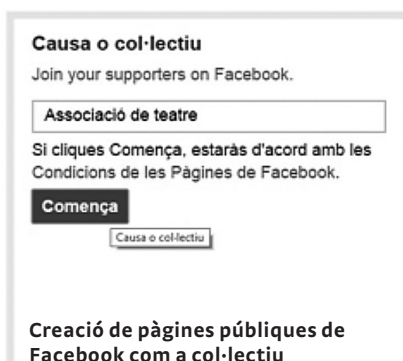 Causa o col·lectiu
Join your supporters on Facebook.
Associació de teatre
Si cliques Comença, estaràs d'acord amb les
Condicions de les Pàgines de Facebook.
Comença
Causa o col·lectiu
Creació de pàgines públiques de
Facebook com a col·lectiu